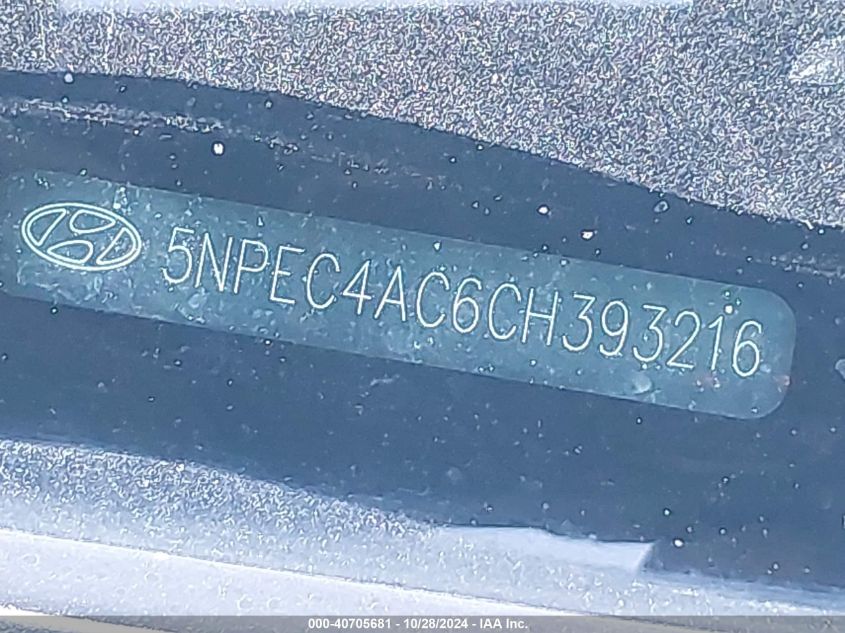 5NPEC4AC6CH393216
000-40705681 - 10/28/2024 - IAA Inc.